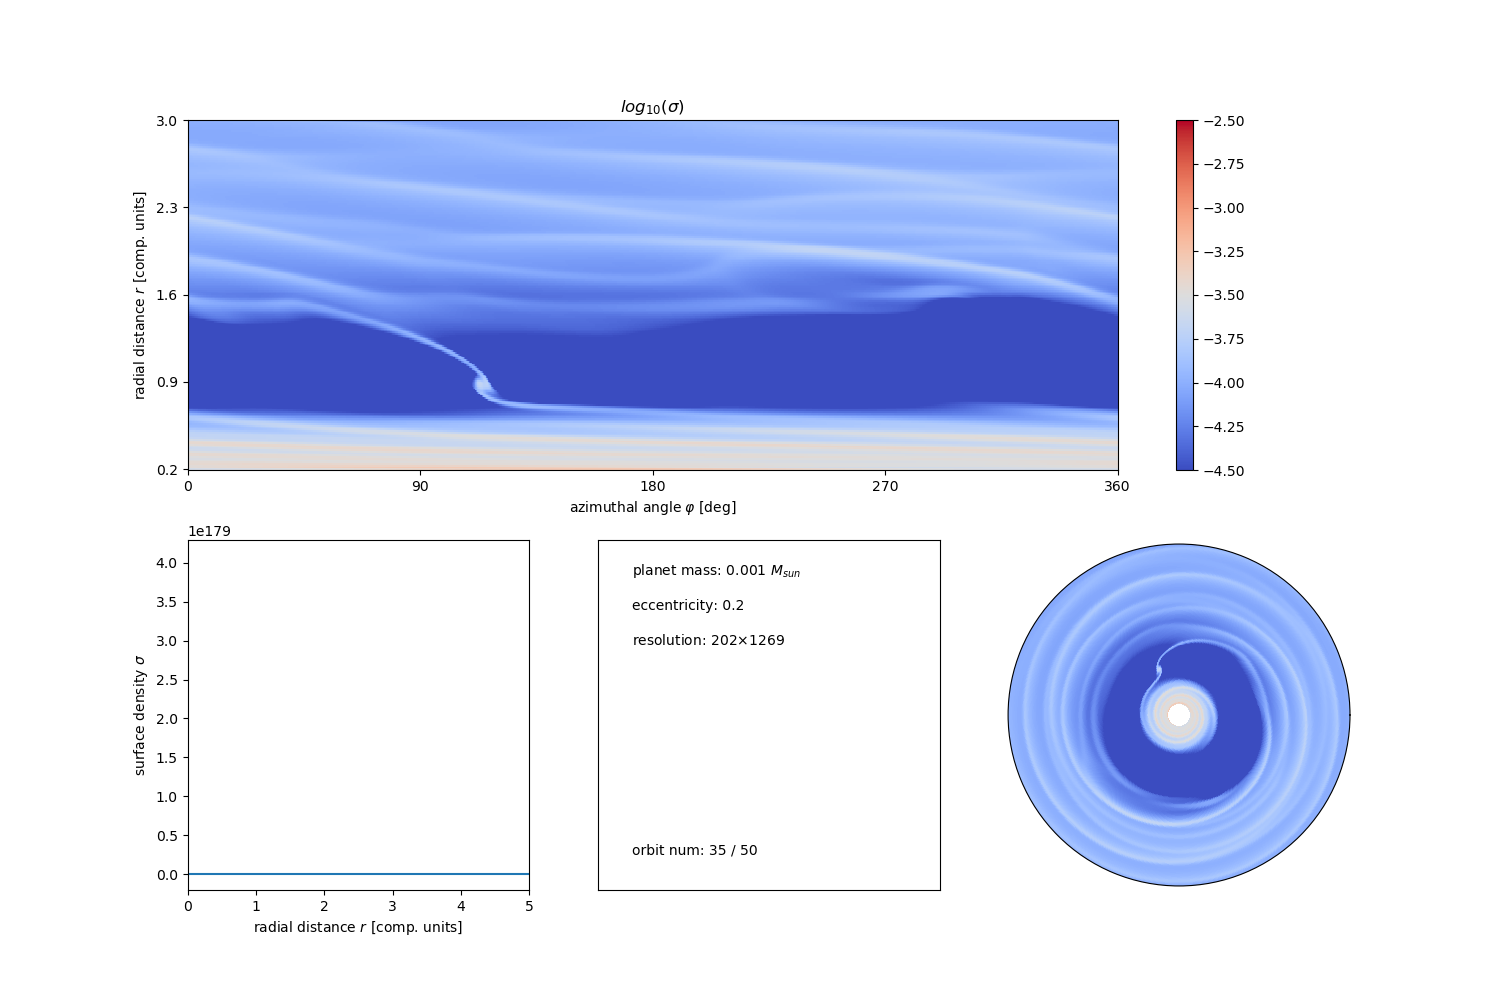 log₁₀(σ)
3.0
2.3
1.6
0.9
0.2
radial distance r [comp. units]
0 90 180 270 360
azimuthal angle φ [deg]
−2.50
−2.75
−3.00
−3.25
−3.50
−3.75
−4.00
−4.25
−4.50
1e179
4.0
3.5
3.0
2.5
2.0
1.5
1.0
0.5
0.0
surface density σ
0 1 2 3 4 5
radial distance r [comp. units]
planet mass: 0.001 Mₛᵤₙ
eccentricity: 0.2
resolution: 202×1269
orbit num: 35 / 50